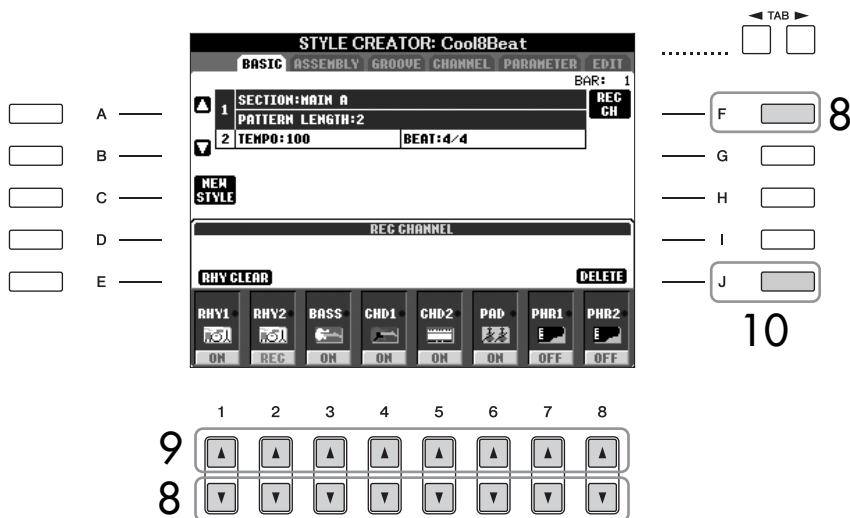 ◄ TAB ►
STYLE CREATOR: Cool8Beat
BASIC ASSEMBLY GROOVE CHANNEL PARAMETER EDIT
BAR: 1
1 SECTION:MAIN A
PATTERN LENGTH:2
REC CH
2 TEMPO:100 BEAT:4/4
NEW STYLE
REC CHANNEL
RHY CLEAR DELETE
RHY1 RHY2 BASS CHD1 CHD2 PAD PHR1 PHR2
ON REC ON ON ON ON OFF OFF
A
B
C
D
E
F 8
G
H
I
J
10
1 2 3 4 5 6 7 8
9
8